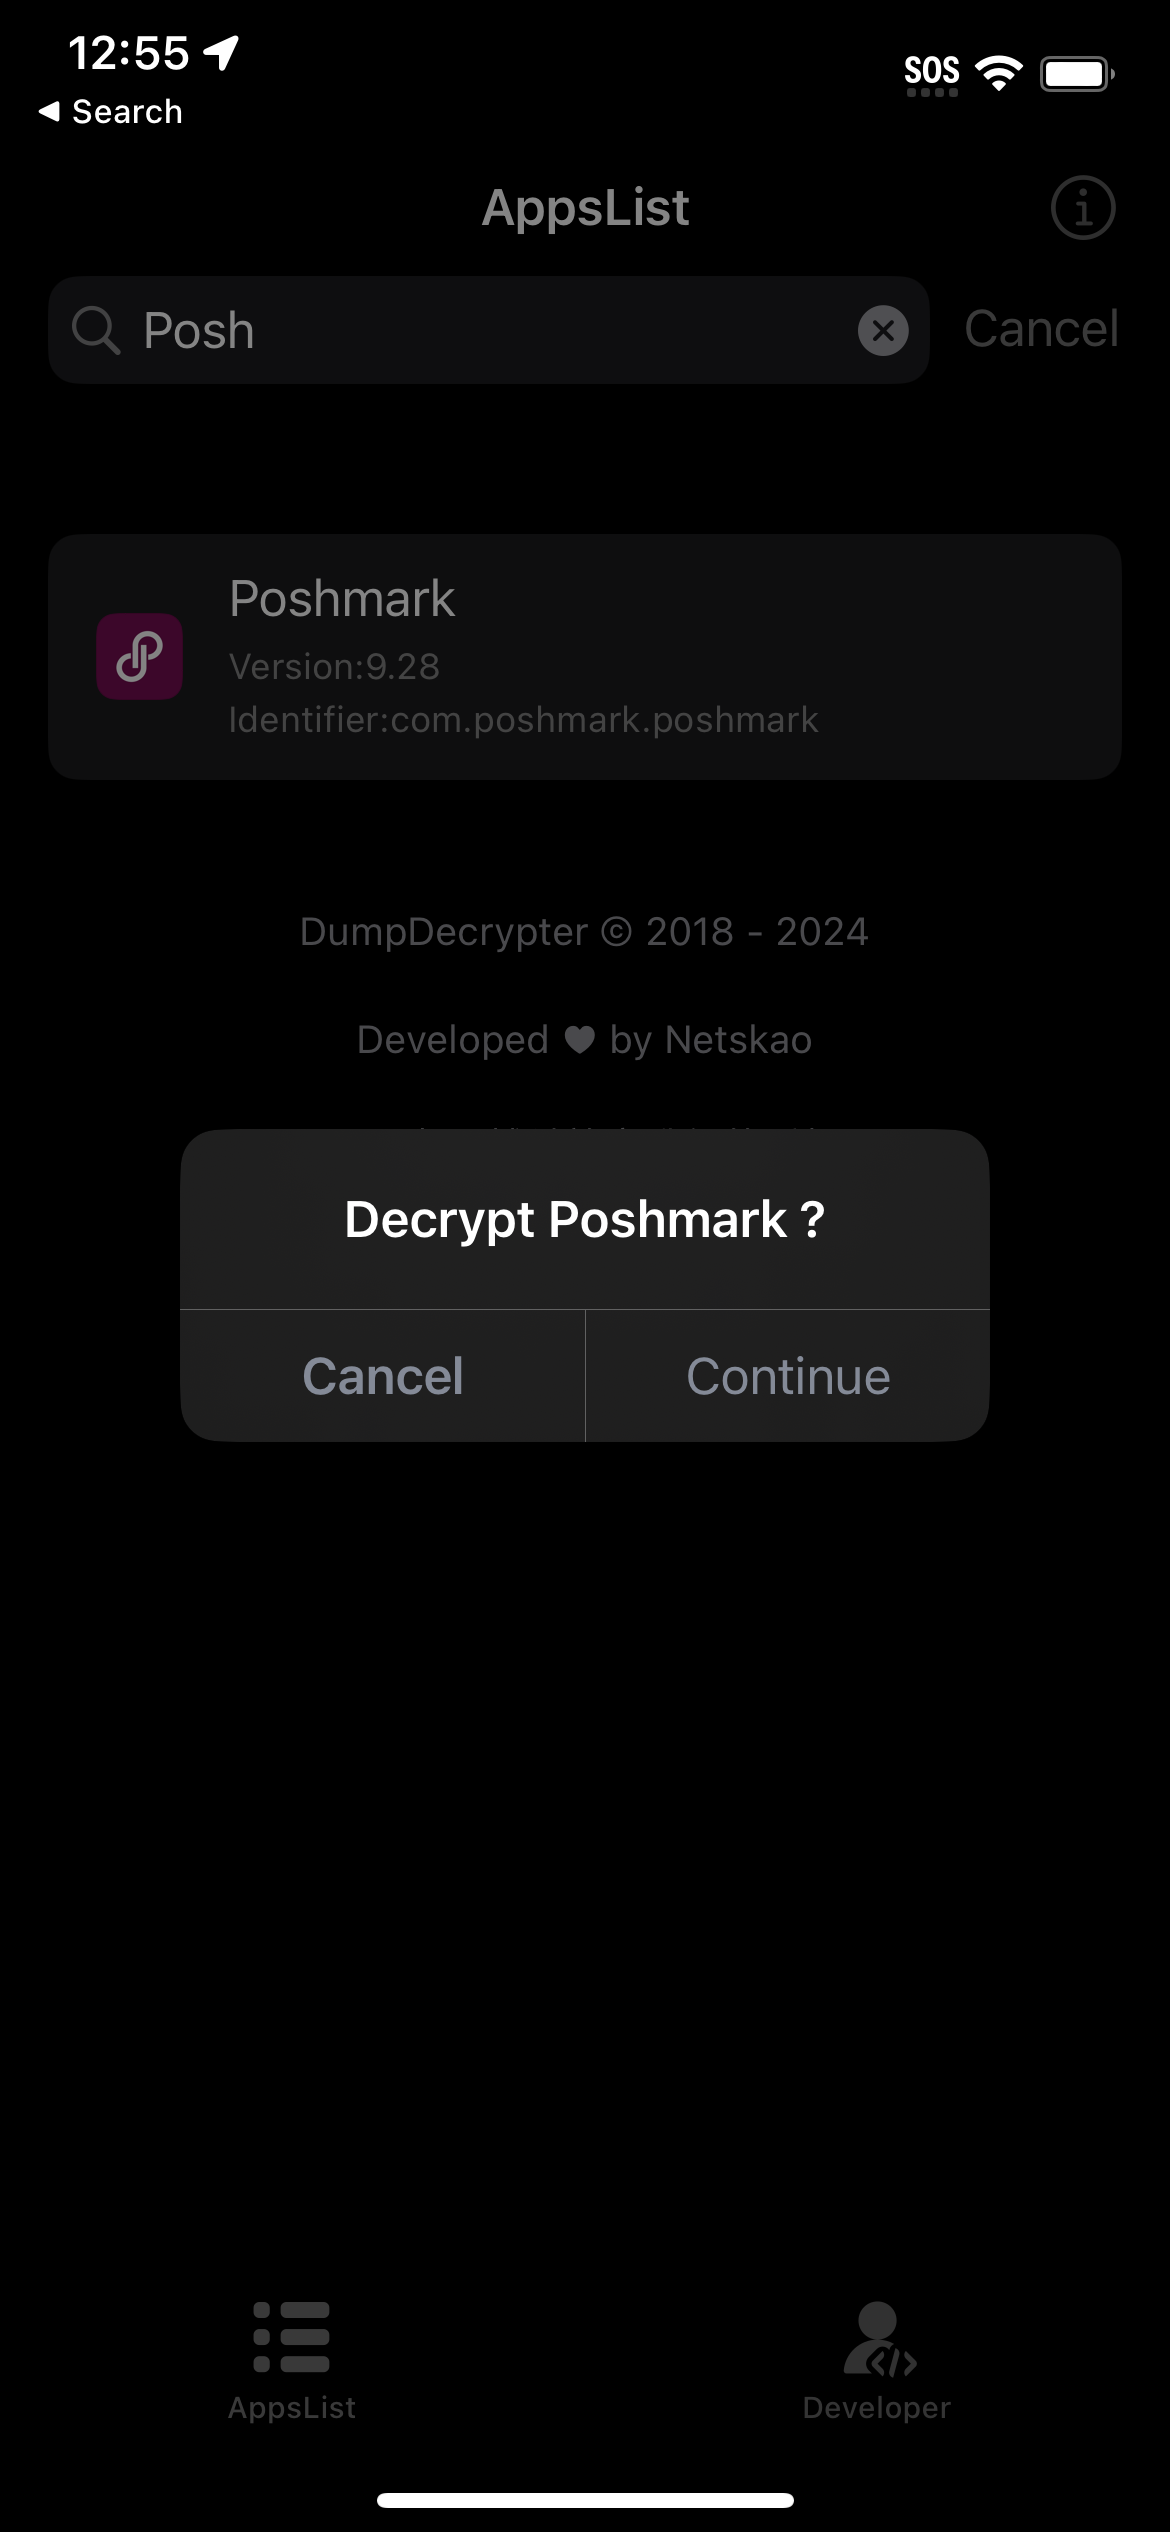 12:55
SOS
Search
AppsList
Posh
Cancel
Poshmark
Version:9.28
Identifier:com.poshmark.poshmark
DumpDecrypter © 2018 - 2024
Developed ♥ by Netskao
Decrypt Poshmark ?
Cancel
Continue
AppsList
Developer